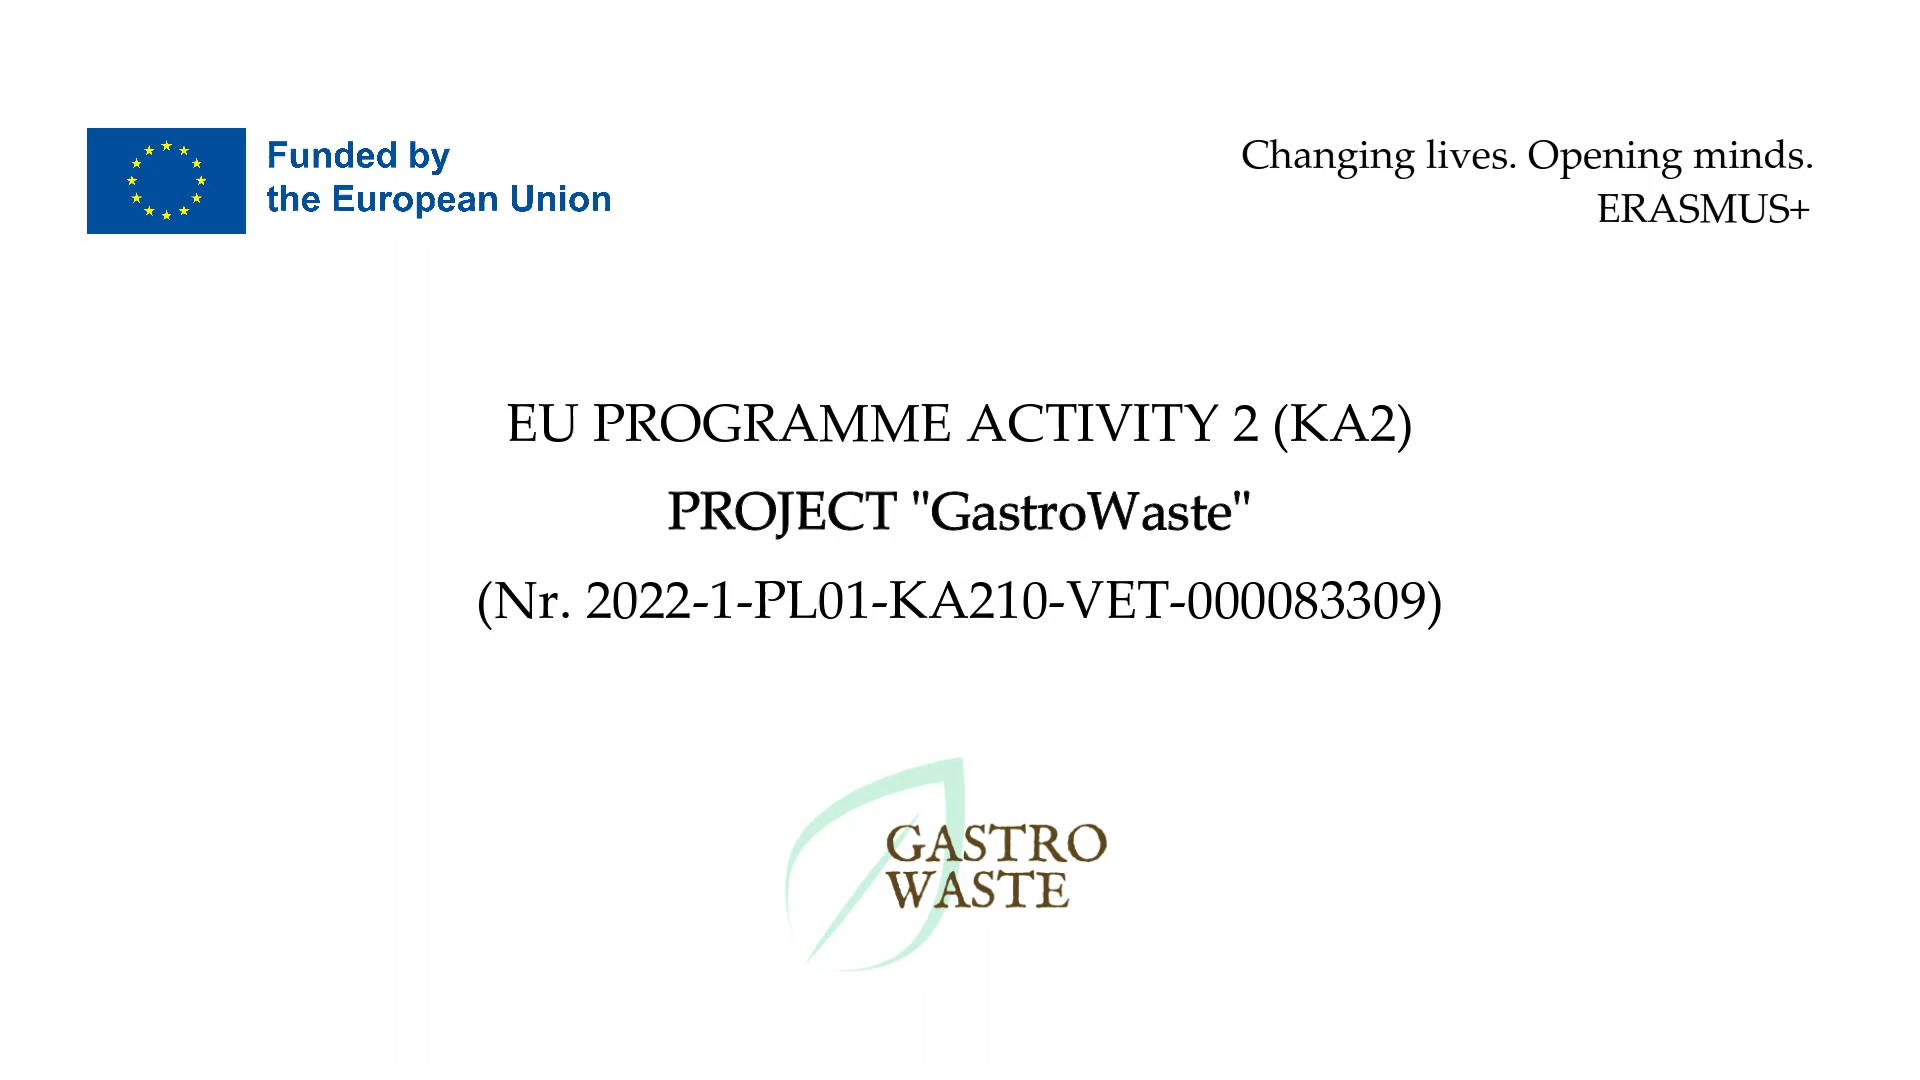 Funded by
the European Union
Changing lives. Opening minds.
ERASMUS+
EU PROGRAMME ACTIVITY 2 (KA2)
PROJECT "GastroWaste"
(Nr. 2022-1-PL01-KA210-VET-000083309)
GASTRO
WASTE